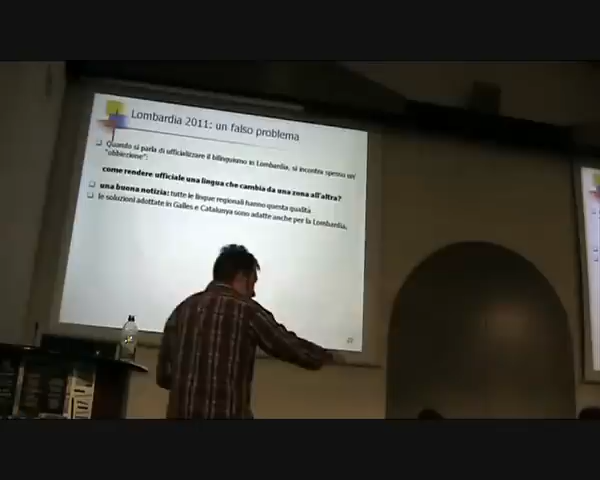 Lombardia 2011: un falso problema
Quando si parla di ufficializzare il bilinguismo in Lombardia, si incontra spesso un'
"obbiezione":
come rendere ufficiale una lingua che cambia da una zona all'altra?
una buona notizia: tutte le lingue regionali hanno questa qualità
le soluzioni adottate in Galles e Catalunya sono adatte anche per la Lombardia,